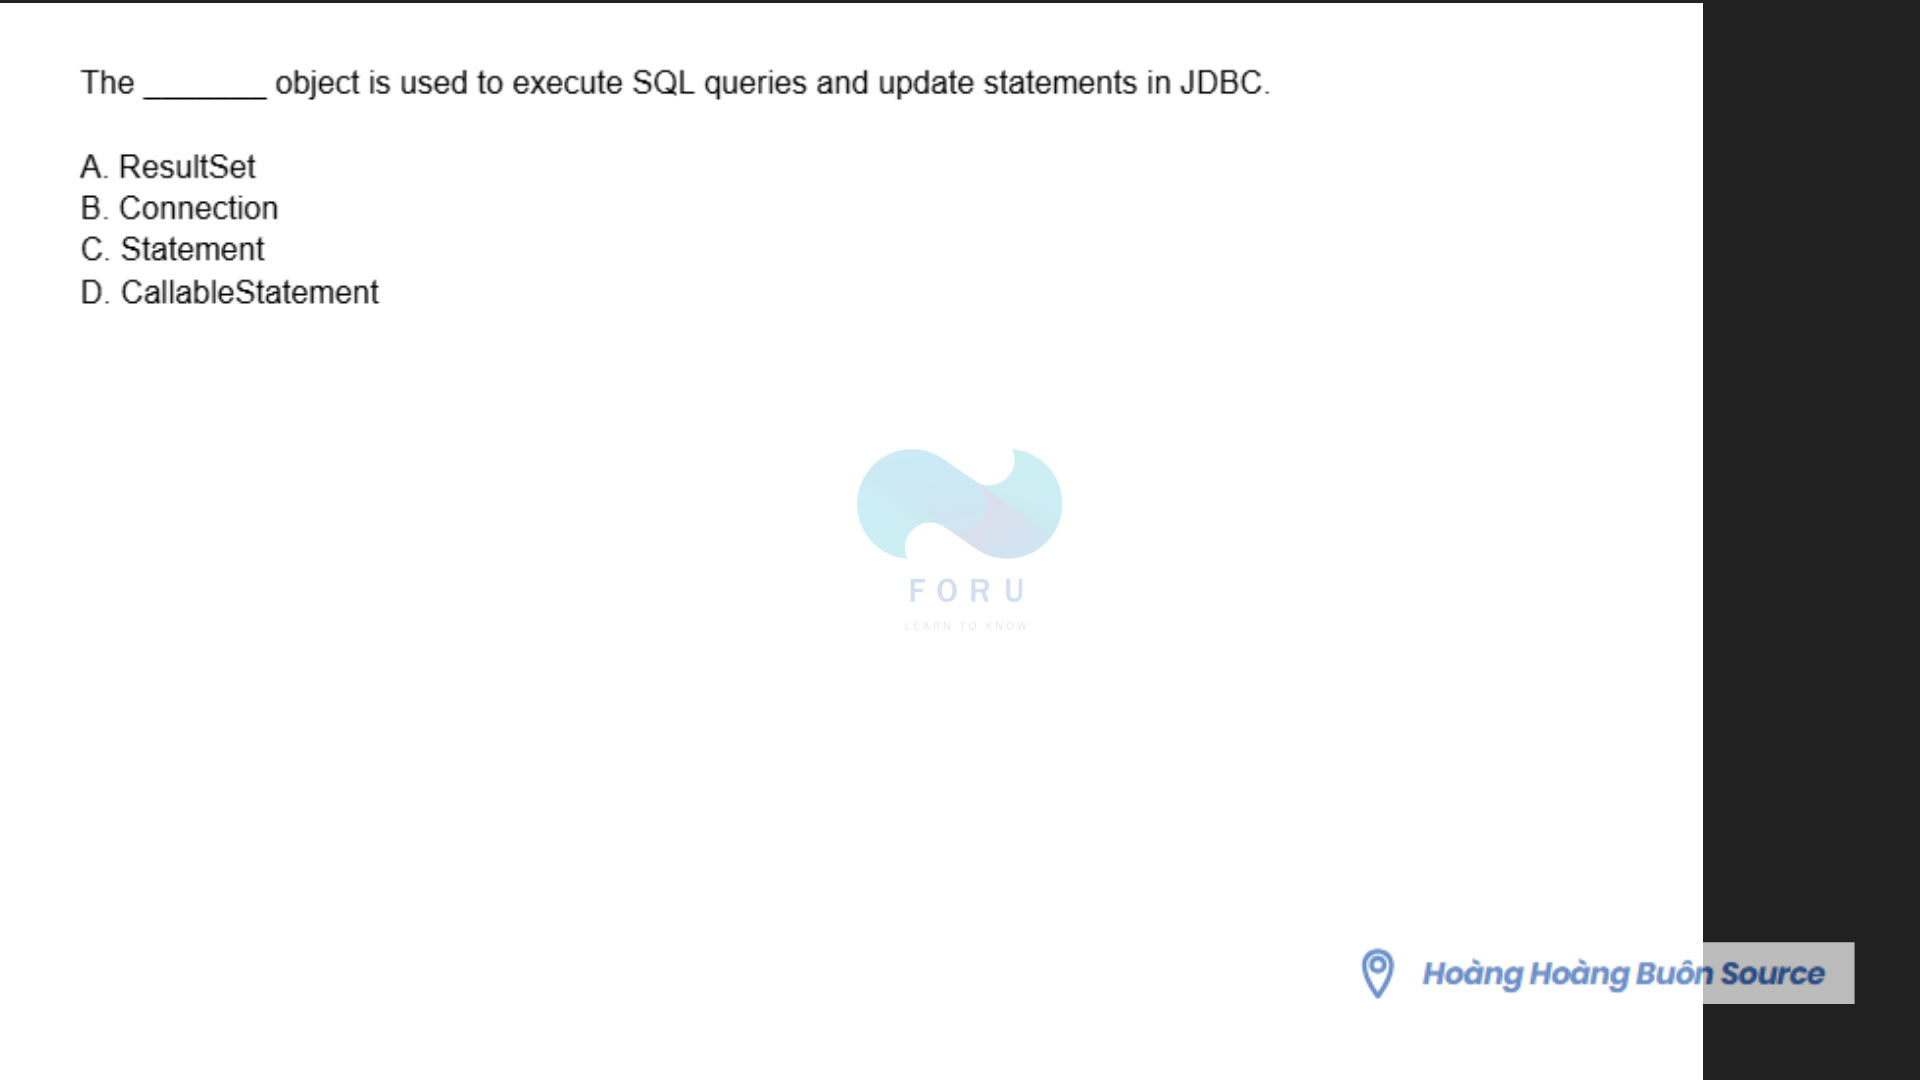 The _______ object is used to execute SQL queries and update statements in JDBC.
A. ResultSet
B. Connection
C. Statement
D. CallableStatement
FORU
LEARN TO KNOW
Hoàng Hoàng Buôn Source